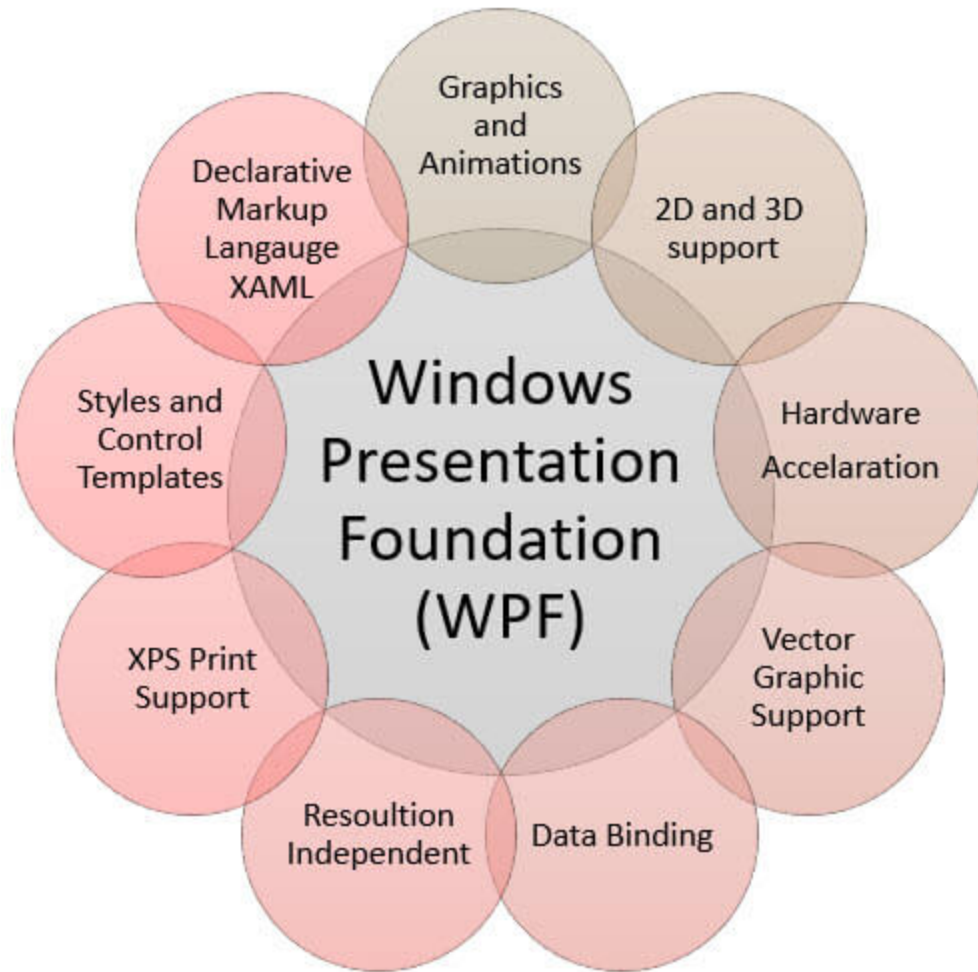 Graphics
and
Animations
2D and 3D
support
Hardware
Accelaration
Vector
Graphic
Support
Data Binding
Resoultion
Independent
XPS Print
Support
Styles and
Control
Templates
Declarative
Markup
Langauge
XAML
Windows
Presentation
Foundation
(WPF)